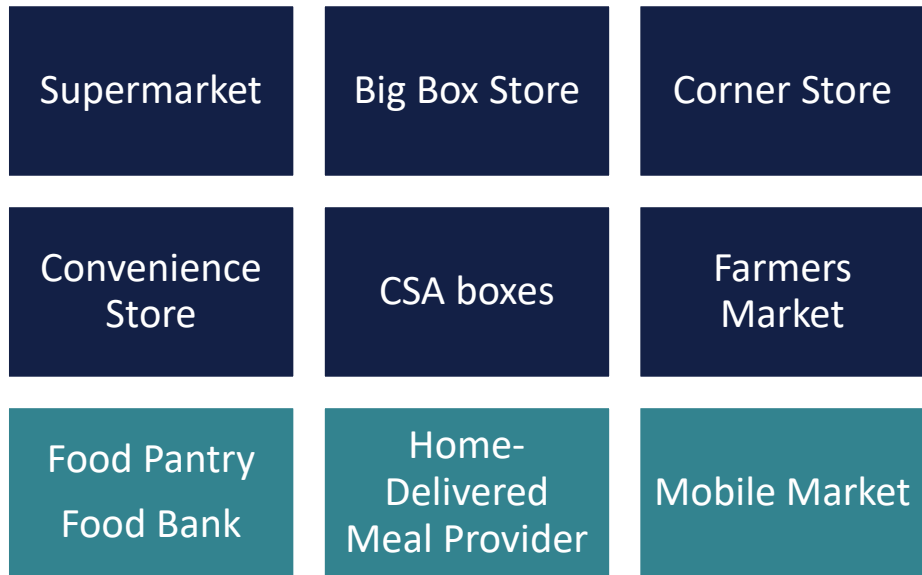 Supermarket
Big Box Store
Corner Store
Convenience
Store
CSA boxes
Farmers
Market
Food Pantry
Food Bank
Home-
Delivered
Meal Provider
Mobile Market